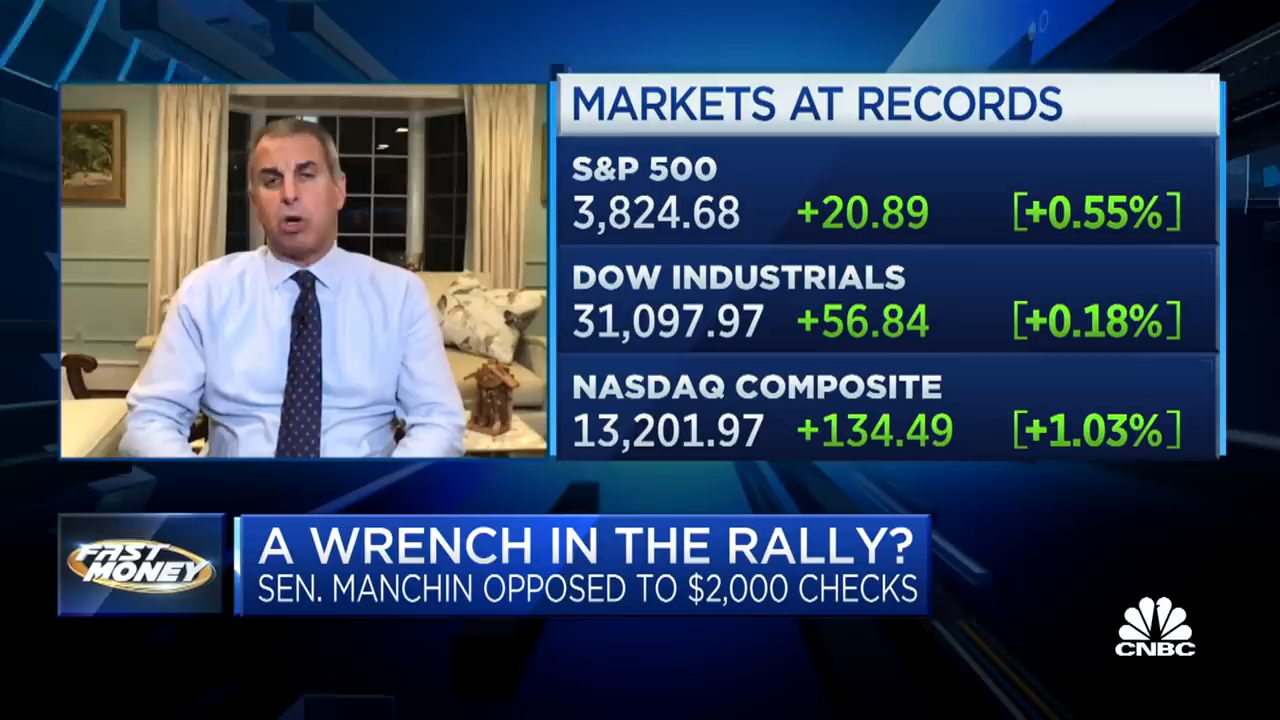 MARKETS AT RECORDS
S&P 500
3,824.68 +20.89 [+0.55%]
DOW INDUSTRIALS
31,097.97 +56.84 [+0.18%]
NASDAQ COMPOSITE
13,201.97 +134.49 [+1.03%]
FAST
MONEY
A WRENCH IN THE RALLY?
SEN. MANCHIN OPPOSED TO $2,000 CHECKS
CNBC